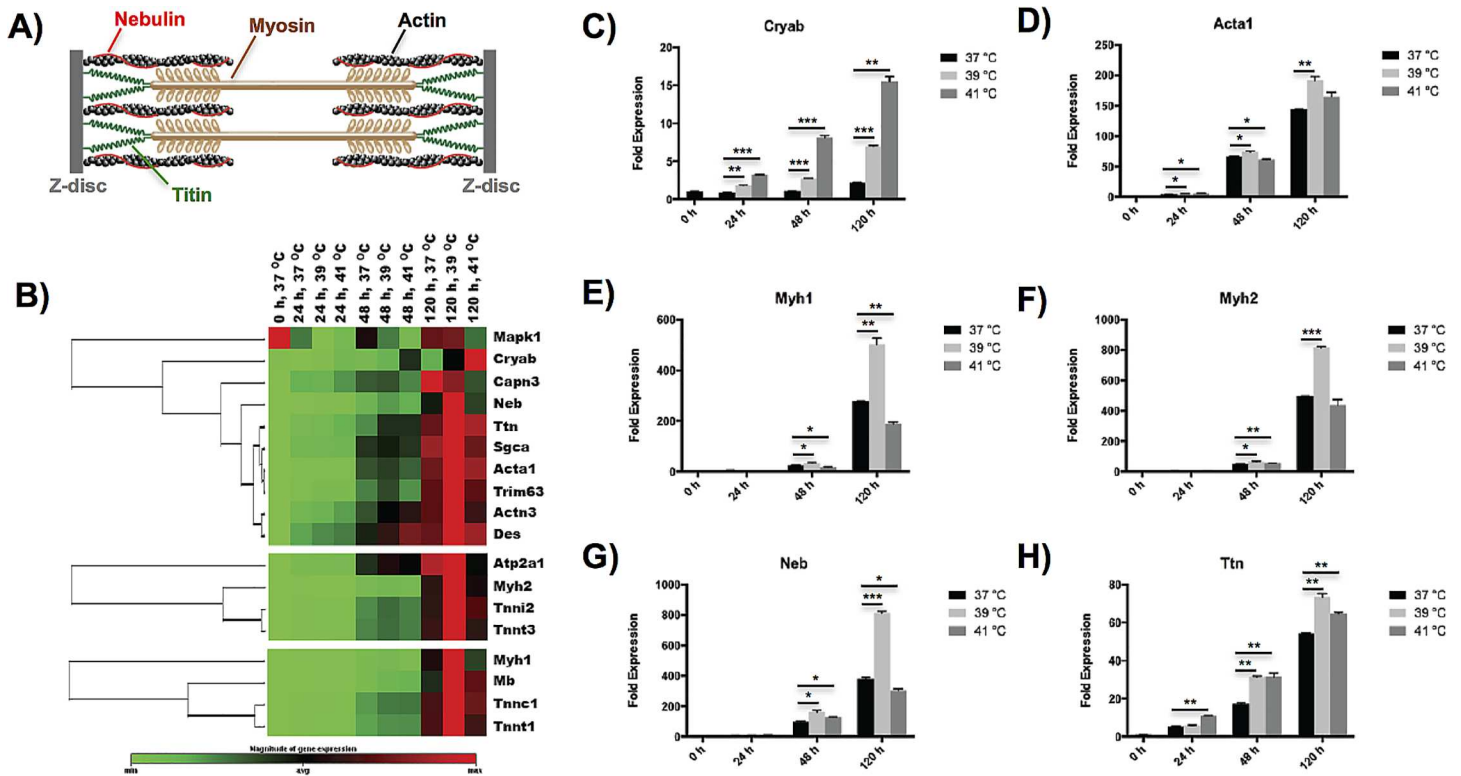 A)
Nebulin
Myosin
Actin
Z-disc
Titin
Z-disc
B)
0 h, 37 °C
24 h, 37 °C
24 h, 39 °C
24 h, 41 °C
48 h, 37 °C
48 h, 39 °C
48 h, 41 °C
120 h, 37 °C
120 h, 39 °C
120 h, 41 °C
Mapk1
Cryab
Capn3
Neb
Ttn
Sgca
Acta1
Trim63
Actn3
Des
Atp2a1
Myh2
Tnni2
Tnnt3
Myh1
Mb
Tnnc1
Tnnt1
Magnitude of gene expression
min avg max
C)
Cryab
Fold Expression
20
15
10
5
0
** *** *** *** *** **
0 h 24 h 48 h 120 h
37 °C
39 °C
41 °C
D)
Acta1
Fold Expression
250
200
150
100
50
0
* * * * **
0 h 24 h 48 h 120 h
37 °C
39 °C
41 °C
E)
Myh1
Fold Expression
600
400
200
0
* * ** **
0 h 24 h 48 h 120 h
37 °C
39 °C
41 °C
F)
Myh2
Fold Expression
1000
800
600
400
200
0
* ** ***
0 h 24 h 48 h 120 h
37 °C
39 °C
41 °C
G)
Neb
Fold Expression
1000
800
600
400
200
0
* * *** *
0 h 24 h 48 h 120 h
37 °C
39 °C
41 °C
H)
Ttn
Fold Expression
80
60
40
20
0
** ** ** ** **
0 h 24 h 48 h 120 h
37 °C
39 °C
41 °C